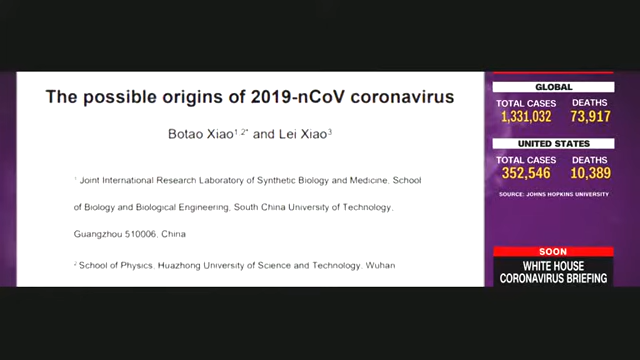 The possible origins of 2019-nCoV coronavirus
Botao Xiao1,2* and Lei Xiao3
1 Joint International Research Laboratory of Synthetic Biology and Medicine, School
of Biology and Biological Engineering, South China University of Technology,
Guangzhou 510006, China
2 School of Physics, Huazhong University of Science and Technology, Wuhan
GLOBAL
TOTAL CASES DEATHS
1,331,032 73,917
UNITED STATES
TOTAL CASES DEATHS
352,546 10,389
SOURCE: JOHNS HOPKINS UNIVERSITY
SOON
WHITE HOUSE
CORONAVIRUS BRIEFING